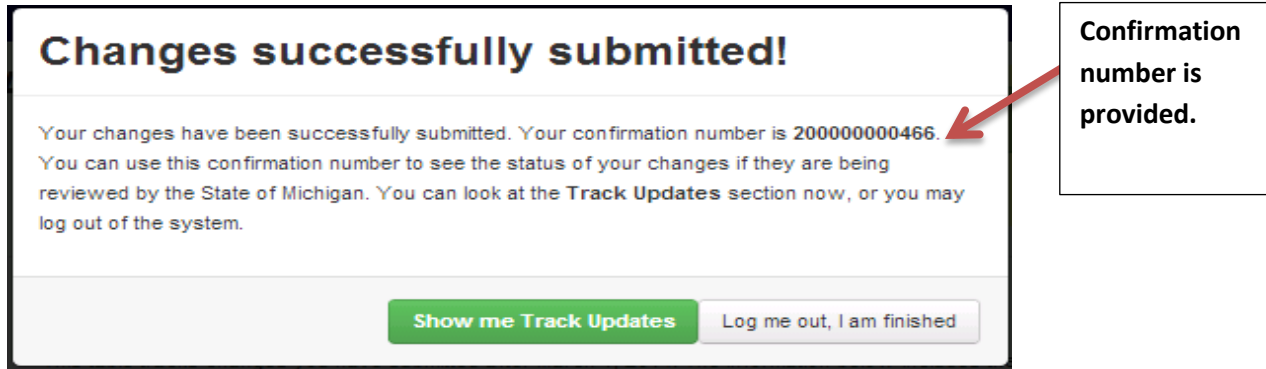 Changes successfully submitted!
Your changes have been successfully submitted. Your confirmation number is 200000000466.
You can use this confirmation number to see the status of your changes if they are being
reviewed by the State of Michigan. You can look at the Track Updates section now, or you may
log out of the system.
Show me Track Updates
Log me out, I am finished
Confirmation
number is
provided.